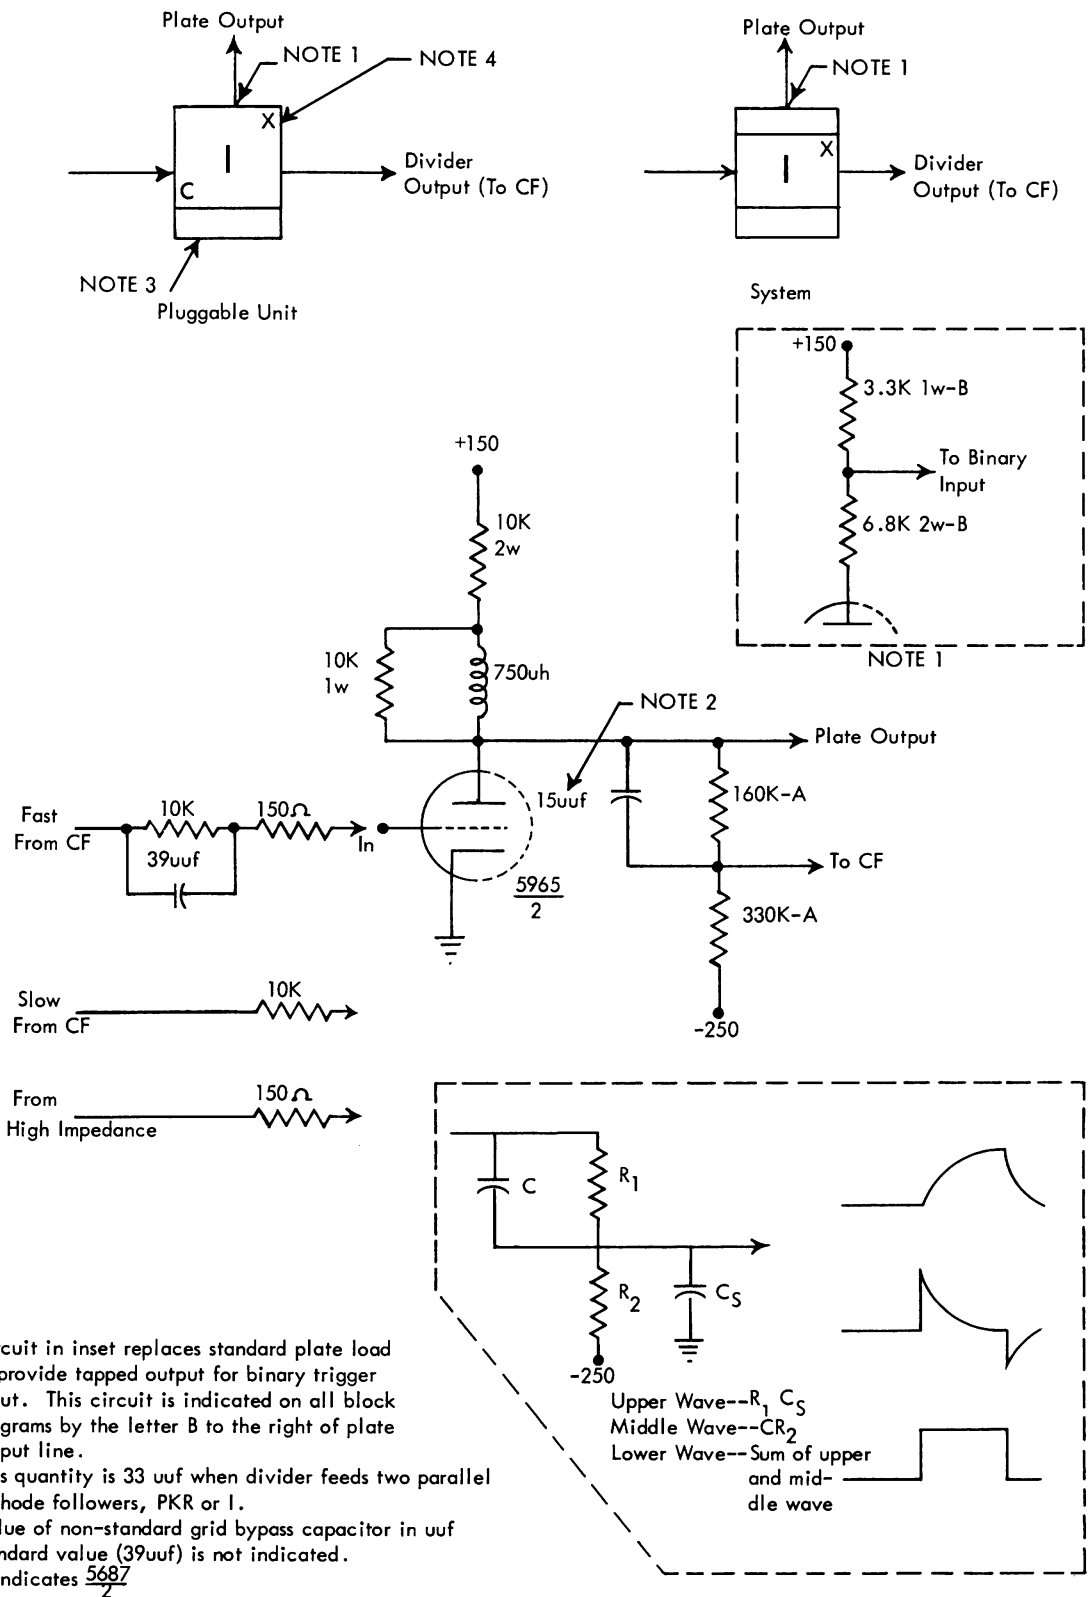 Plate Output
NOTE 1
NOTE 4
X
I
C
Divider
Output (To CF)
NOTE 3
Pluggable Unit
Plate Output
NOTE 1
X
I
Divider
Output (To CF)
System
+150
3.3K 1w-B
To Binary
Input
6.8K 2w-B
NOTE 1
+150
10K
2w
10K
1w
750uh
NOTE 2
Plate Output
15uuf
160K-A
Fast
From CF
10K
150Ω
In
39uuf
To CF
5965
2
330K-A
-250
Slow
From CF
10K
From
High Impedance
150Ω
C
R1
R2
CS
-250
Upper Wave--R1 CS
Middle Wave--CR2
Lower Wave--Sum of upper
and mid-
dle wave
rcuit in inset replaces standard plate load
provide tapped output for binary trigger
ut. This circuit is indicated on all block
grams by the letter B to the right of plate
put line.
s quantity is 33 uuf when divider feeds two parallel
hode followers, PKR or I.
lue of non-standard grid bypass capacitor in uuf
ndard value (39uuf) is not indicated.
ndicates 5687
2